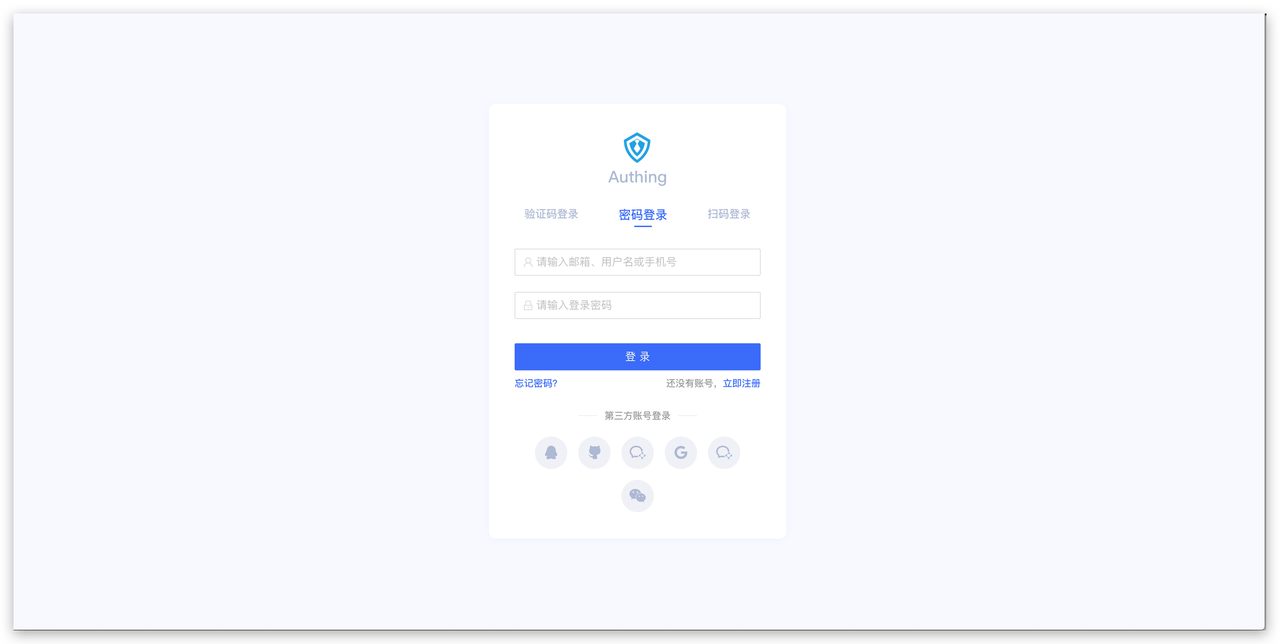 Authing
验证码登录 密码登录 扫码登录
请输入邮箱、用户名或手机号
请输入登录密码
登 录
忘记密码? 还没有账号，立即注册
第三方账号登录